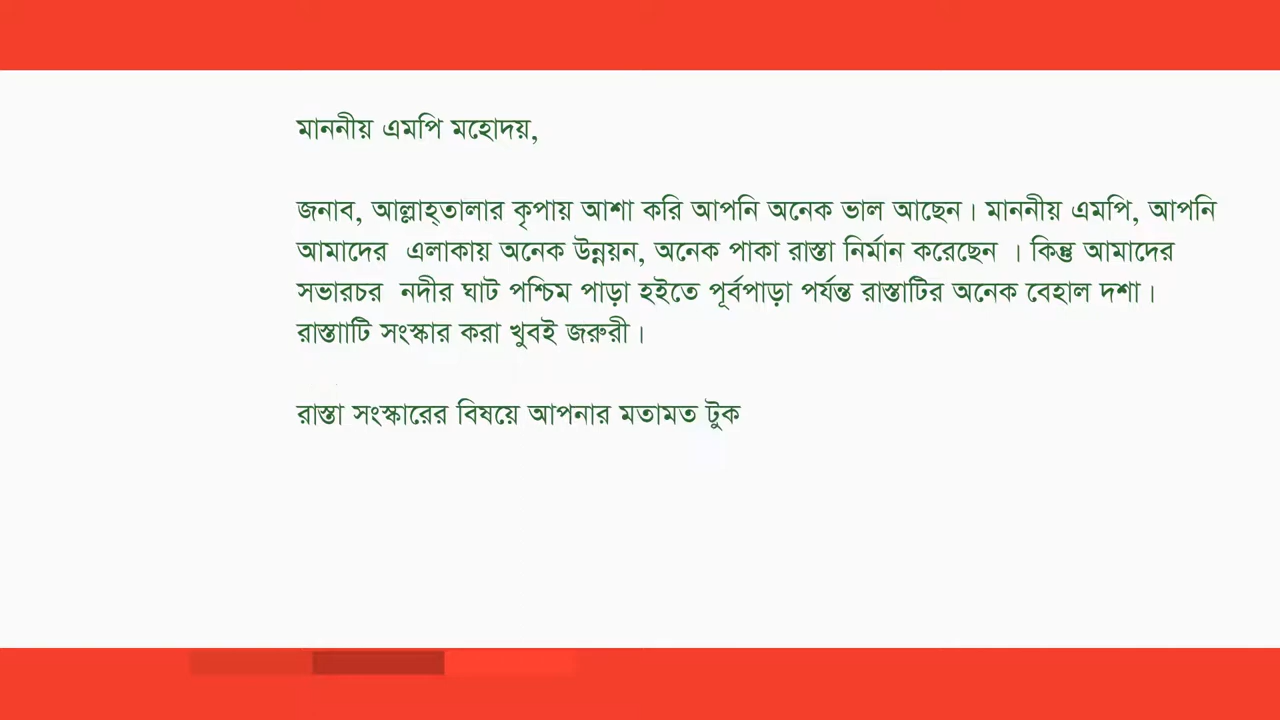 মাননীয় এমপি মহোদয়,
জনাব, আল্লাহ্তালার কৃপায় আশা করি আপনি অনেক ভাল আছেন। মাননীয় এমপি, আপনি
আমাদের এলাকায় অনেক উন্নয়ন, অনেক পাকা রাস্তা নির্মান করেছেন । কিন্তু আমাদের
সভারচর নদীর ঘাট পশ্চিম পাড়া হইতে পূর্বপাড়া পর্যন্ত রাস্তাটির অনেক বেহাল দশা।
রাস্তাাটি সংস্কার করা খুবই জরুরী।
রাস্তা সংস্কারের বিষয়ে আপনার মতামত টুক